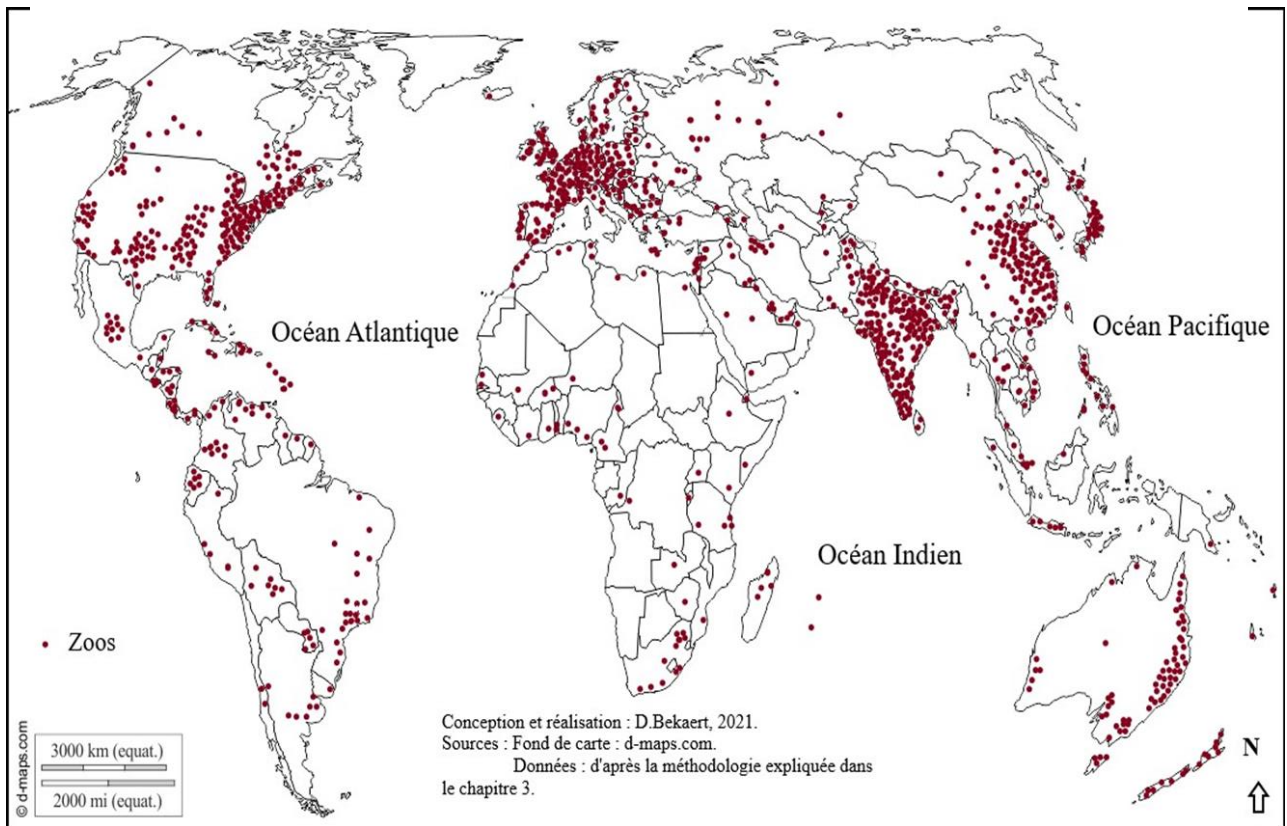 Océan Atlantique
Océan Pacifique
Océan Indien
Zoos
© d-maps.com
3000 km (equat.)
2000 mi (equat.)
Conception et réalisation : D.Bekaert, 2021.
Sources : Fond de carte : d-maps.com.
Données : d'après la méthodologie expliquée dans
le chapitre 3.
N